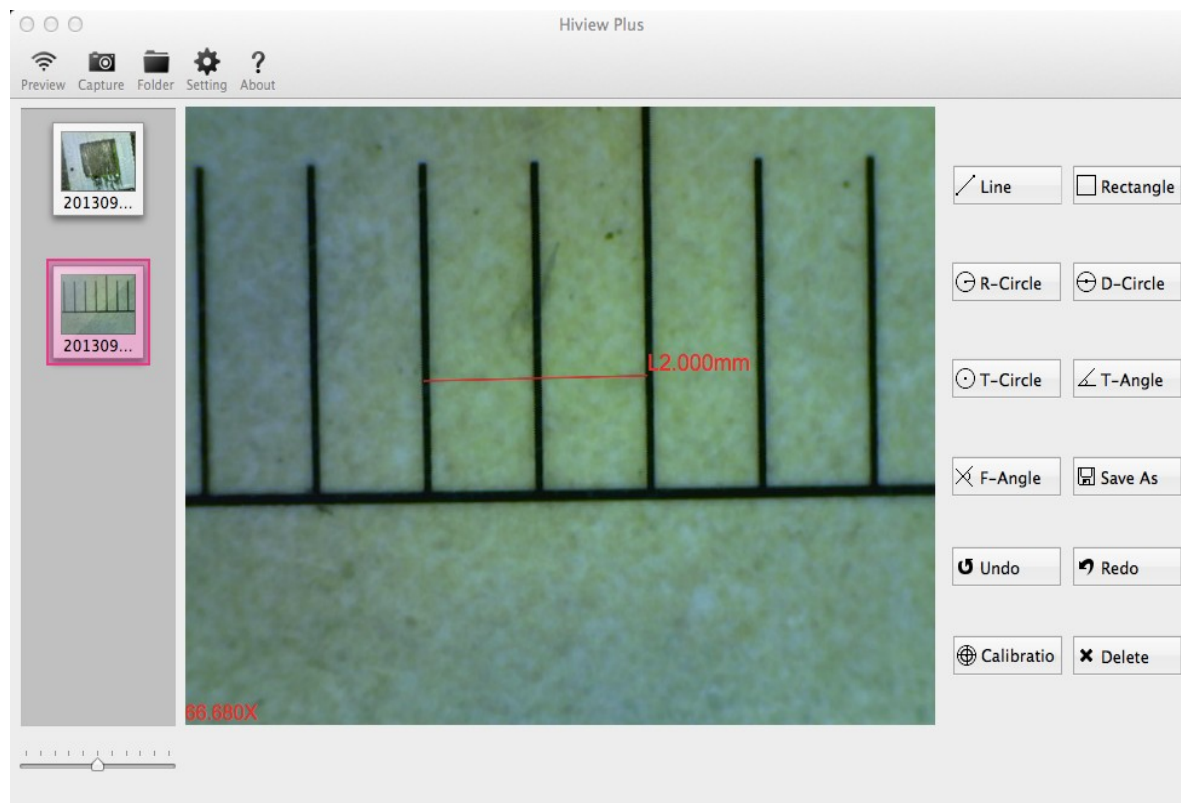 Hiview Plus
Preview Capture Folder Setting About
201309...
201309...
L2.000mm
66.680X
Line Rectangle
R-Circle D-Circle
T-Circle T-Angle
F-Angle Save As
Undo Redo
Calibratio Delete